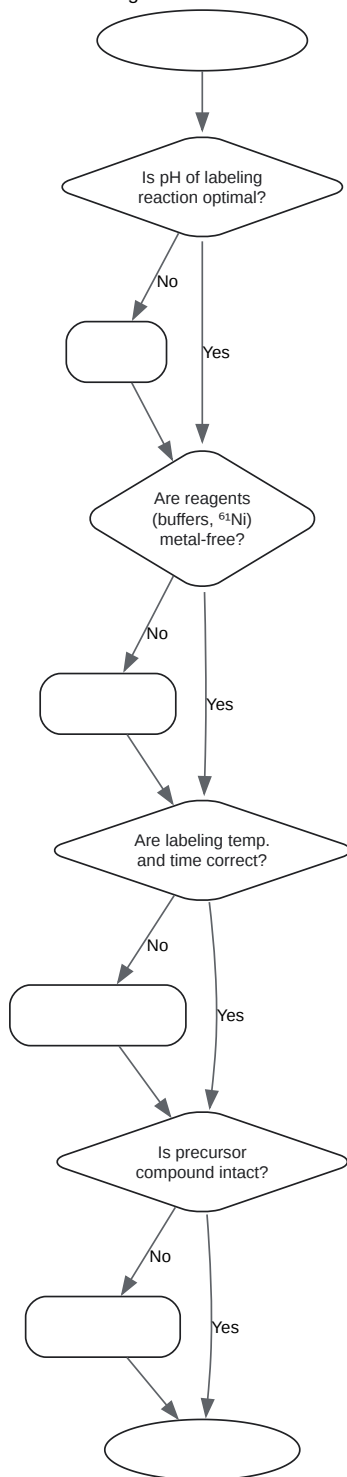 Is pH of labeling
reaction optimal?
No
Yes
Are reagents
(buffers, ⁶¹Ni)
metal-free?
No
Yes
Are labeling temp.
and time correct?
No
Yes
Is precursor
compound intact?
No
Yes